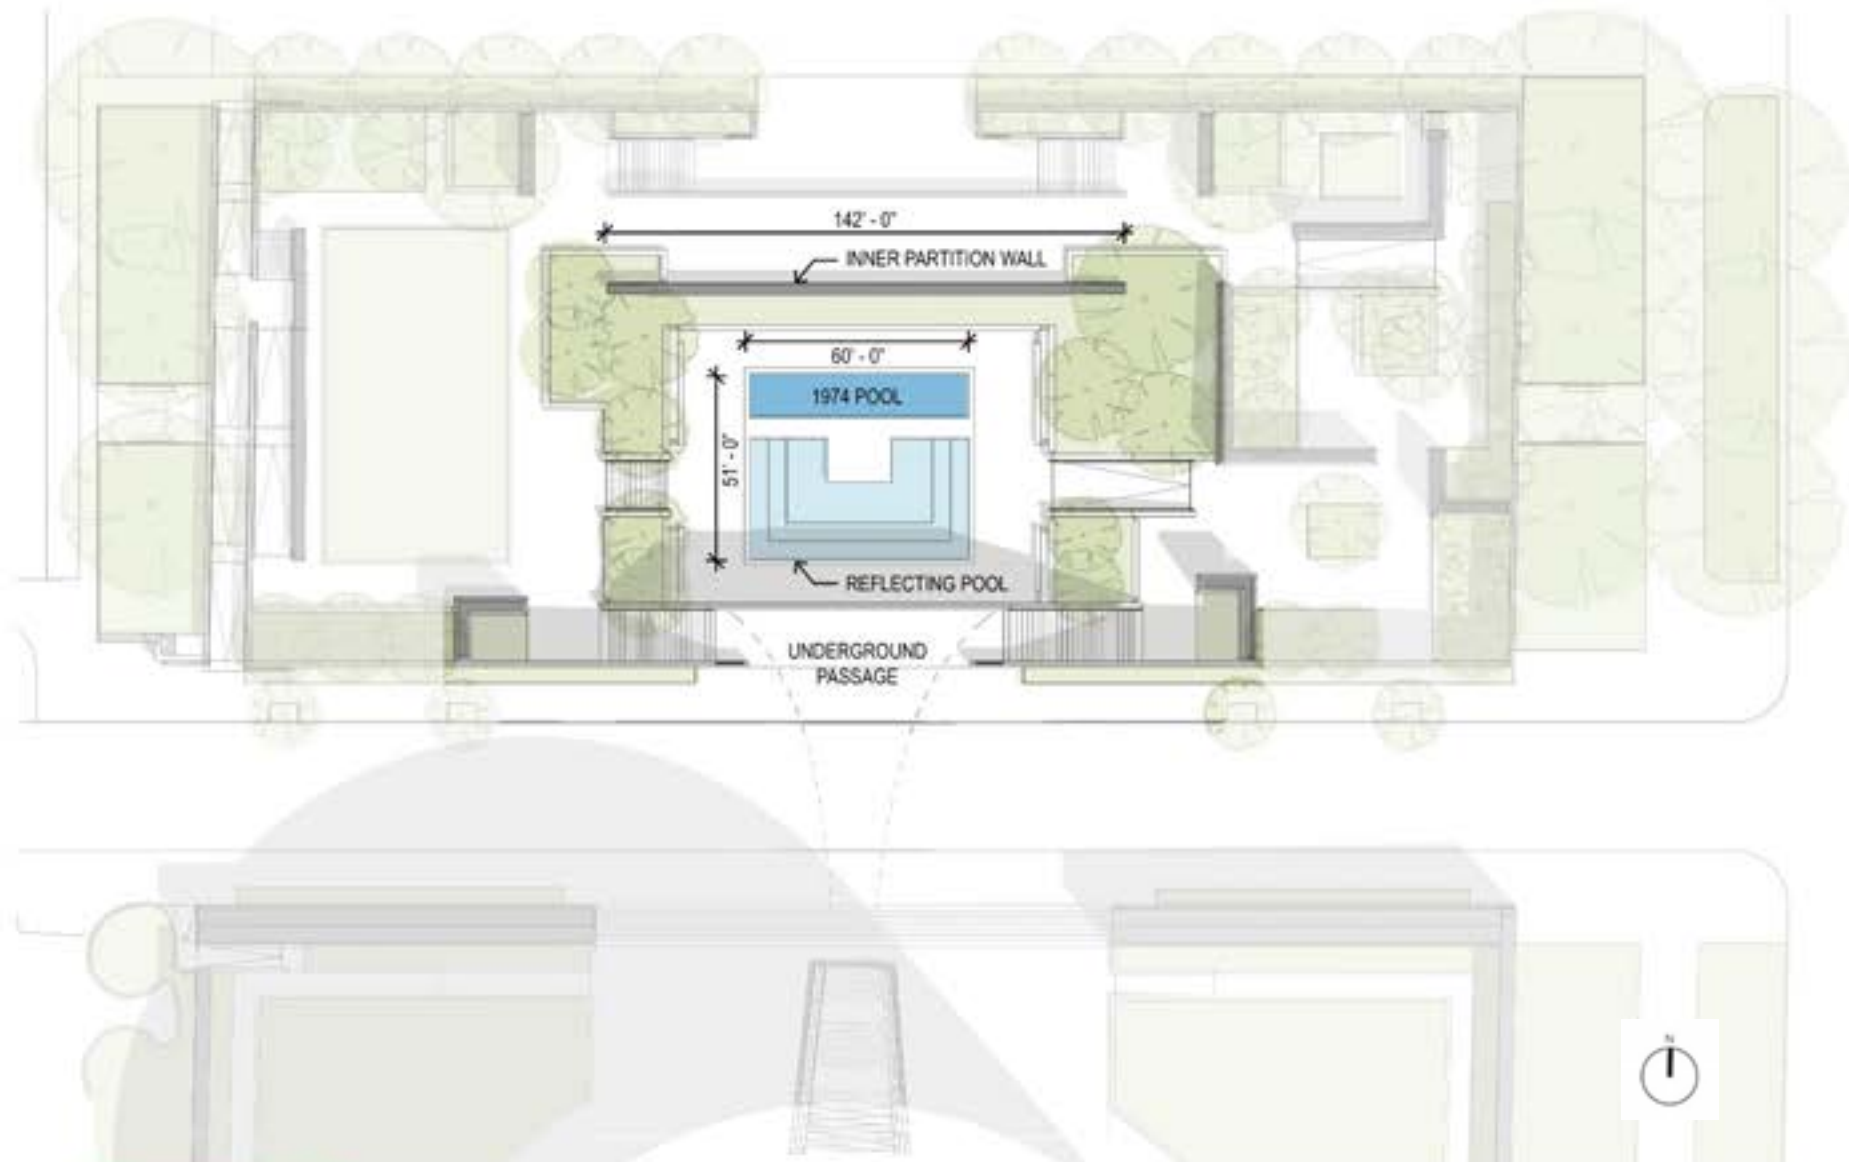 142' - 0"
INNER PARTITION WALL
60' - 0"
1974 POOL
51' - 0"
REFLECTING POOL
UNDERGROUND
PASSAGE
N